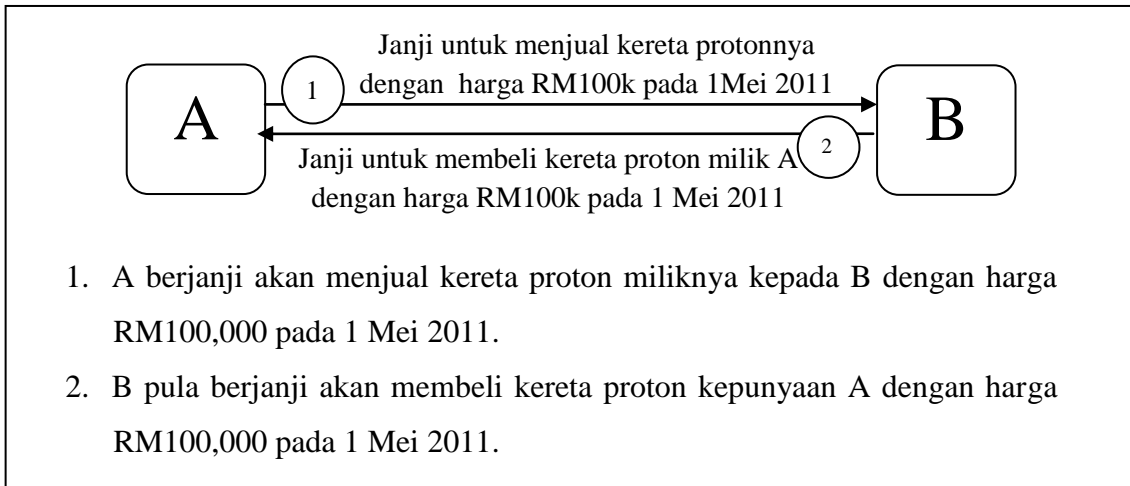 Janji untuk menjual kereta protonnya
dengan harga RM100k pada 1Mei 2011
A
1
B
2
Janji untuk membeli kereta proton milik A
dengan harga RM100k pada 1 Mei 2011
1. A berjanji akan menjual kereta proton miliknya kepada B dengan harga
RM100,000 pada 1 Mei 2011.
2. B pula berjanji akan membeli kereta proton kepunyaan A dengan harga
RM100,000 pada 1 Mei 2011.